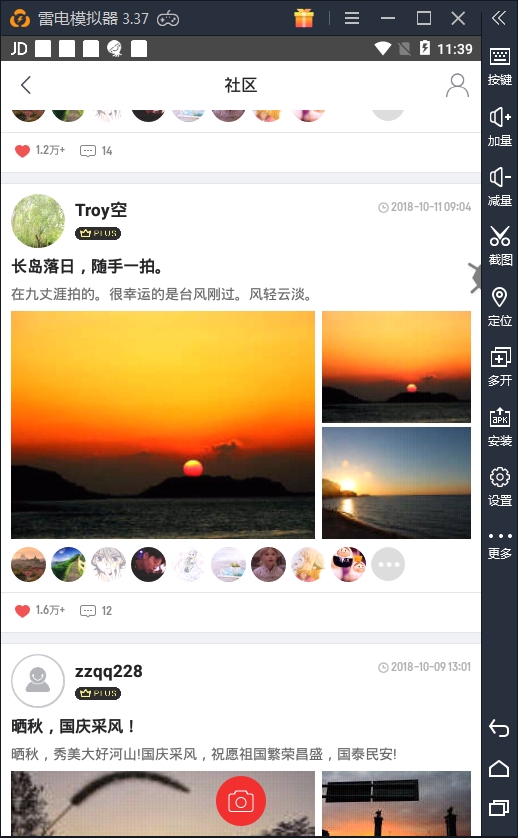 雷电模拟器 3.37
JD
11:39
社区
1.2万+
14
Troy空
PLUS
2018-10-11 09:04
长岛落日，随手一拍。
在九丈涯拍的。很幸运的是台风刚过。风轻云淡。
1.6万+
12
zzqq228
PLUS
2018-10-09 13:01
晒秋，国庆采风！
晒秋，秀美大好河山!国庆采风，祝愿祖国繁荣昌盛，国泰民安!
按键
加量
减量
截图
定位
多开
APK
安装
设置
更多